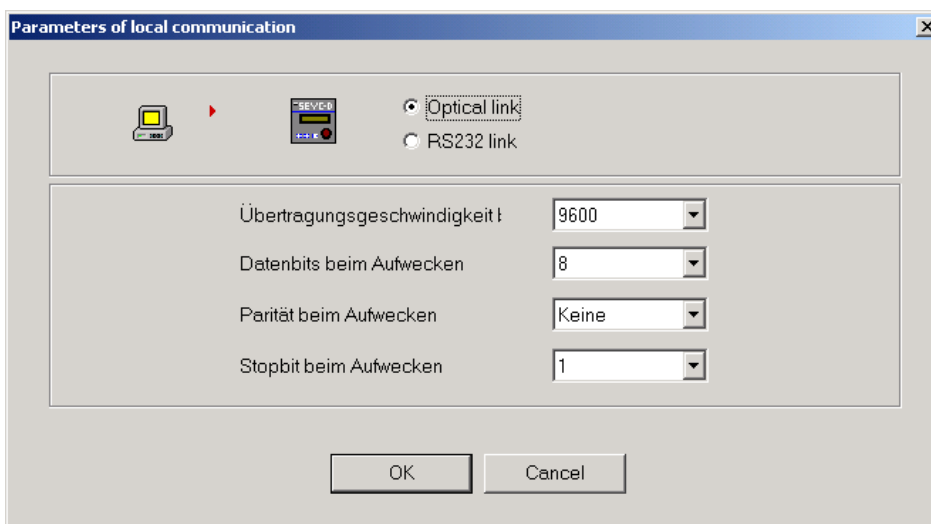 Parameters of local communication
SEVC-D
Optical link
RS232 link
Übertragungsgeschwindigkeit
9600
Datenbits beim Aufwecken
8
Parität beim Aufwecken
Keine
Stopbit beim Aufwecken
1
OK
Cancel